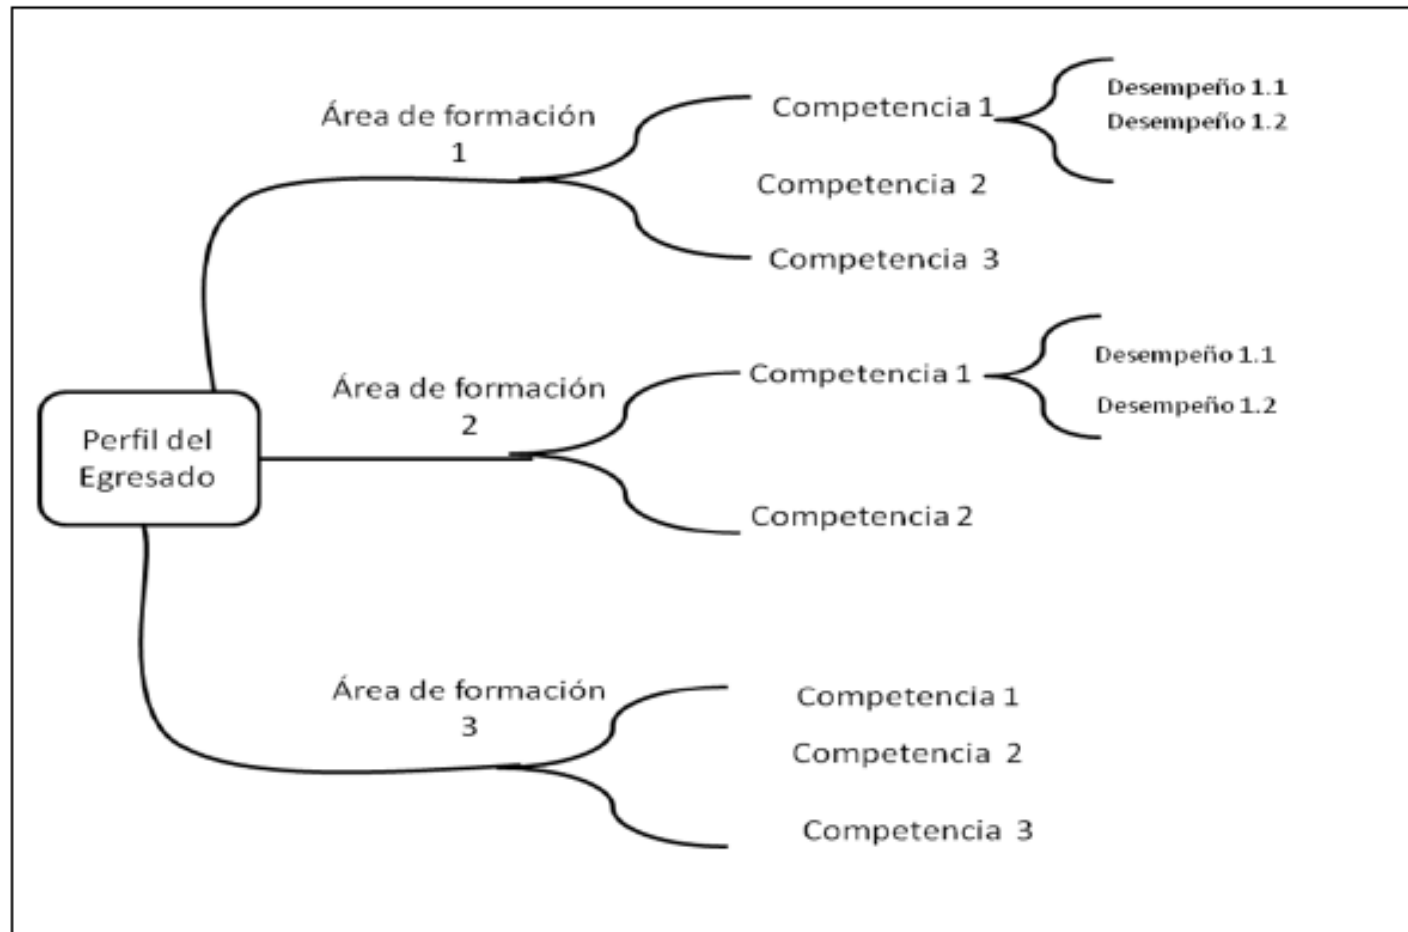 Área de formación
1
Competencia 1
Desempeño 1.1
Desempeño 1.2
Competencia 2
Competencia 3
Perfil del
Egresado
Área de formación
2
Competencia 1
Desempeño 1.1
Desempeño 1.2
Competencia 2
Área de formación
3
Competencia 1
Competencia 2
Competencia 3